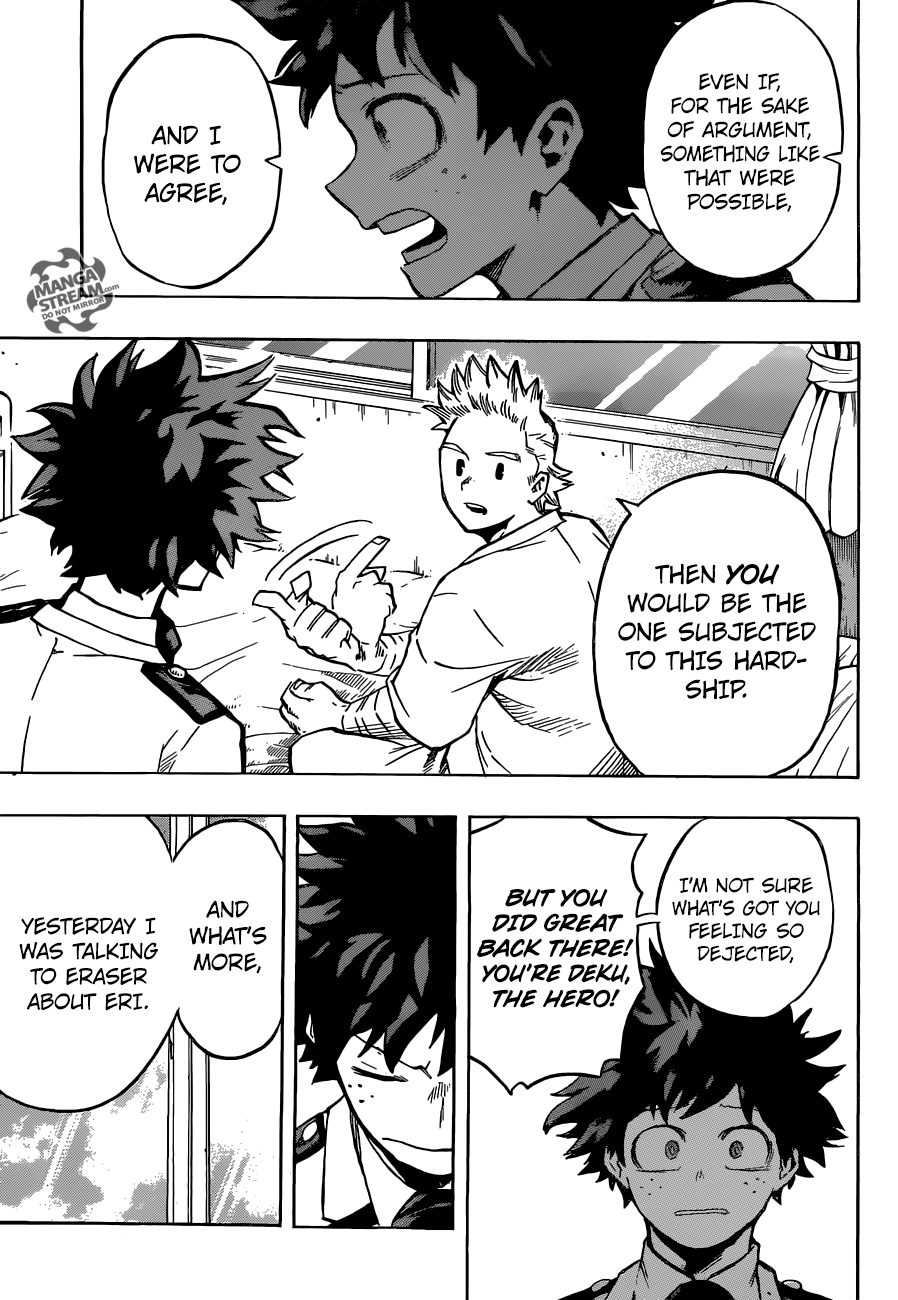 EVEN IF,
FOR THE SAKE
OF ARGUMENT,
SOMETHING LIKE
THAT WERE
POSSIBLE,
AND I
WERE TO
AGREE,
MANGA
STREAM.com
DO NOT MIRROR
THEN YOU
WOULD BE THE
ONE SUBJECTED
TO THIS HARD-
SHIP.
I'M NOT SURE
WHAT'S GOT YOU
FEELING SO
DEJECTED,
BUT YOU
DID GREAT
BACK THERE!
YOU'RE DEKU,
THE HERO!
AND
WHAT'S
MORE,
YESTERDAY I
WAS TALKING
TO ERASER
ABOUT ERI.